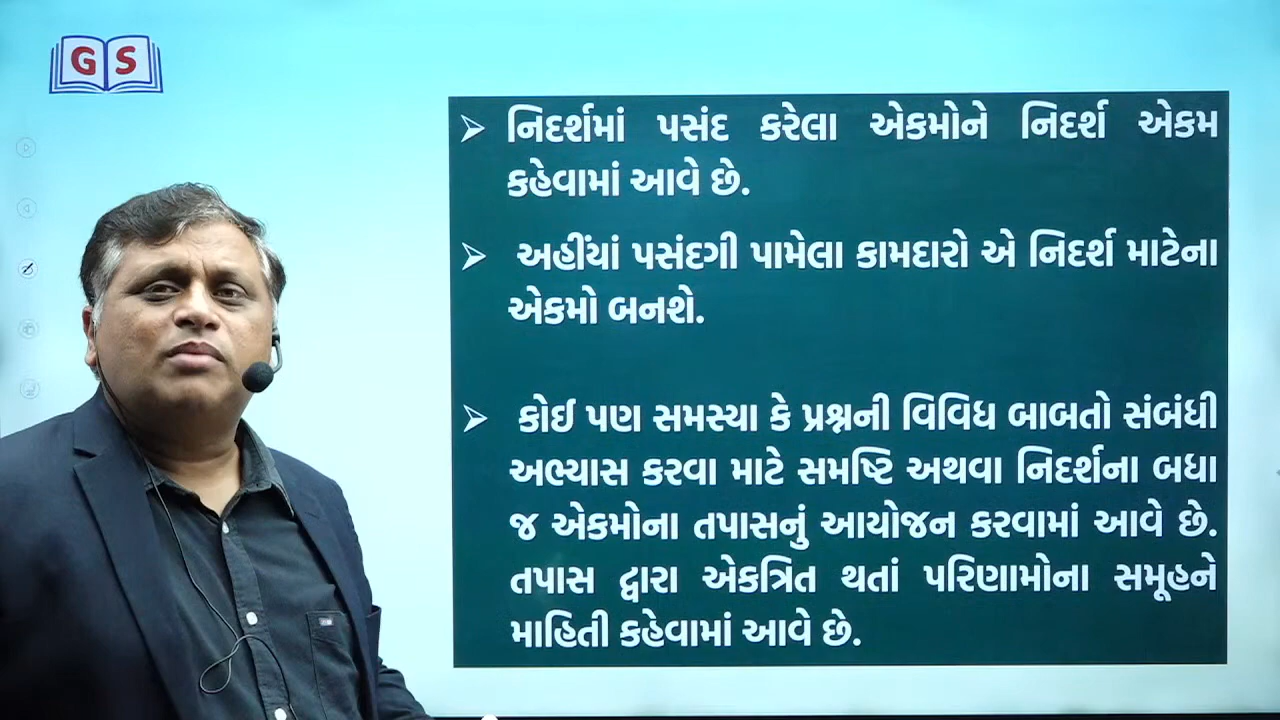 G S
➢ નિદર્શમાં પસંદ કરેલા એકમોને નિદર્શ એકમ
કહેવામાં આવે છે.
➢ અહીંયાં પસંદગી પામેલા કામદારો એ નિદર્શ માટેના
એકમો બનશે.
➢ કોઈ પણ સમસ્યા કે પ્રશ્નની વિવિધ બાબતો સંબંધી
અભ્યાસ કરવા માટે સમષ્ટિ અથવા નિદર્શના બધા
જ એકમોના તપાસનું આયોજન કરવામાં આવે છે.
તપાસ દ્વારા એકત્રિત થતાં પરિણામોના સમૂહને
માહિતી કહેવામાં આવે છે.